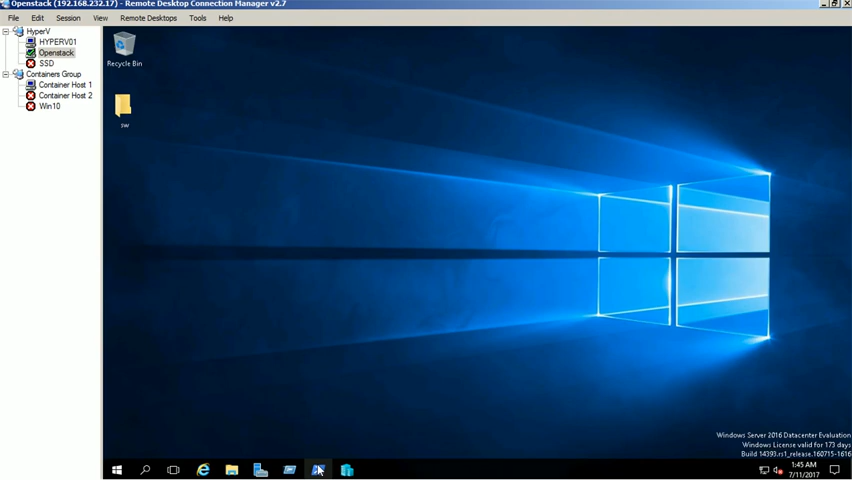 Openstack (192.168.232.17) - Remote Desktop Connection Manager v2.7
File Edit Session View Remote Desktops Tools Help
HyperV
HYPERV01
Openstack
SSD
Containers Group
Container Host 1
Container Host 2
Win10
Recycle Bin
sw
Windows Server 2016 Datacenter Evaluation
Windows License valid for 173 days
Build 14393.rs1_release.160715-1616
1:45 AM
7/11/2017